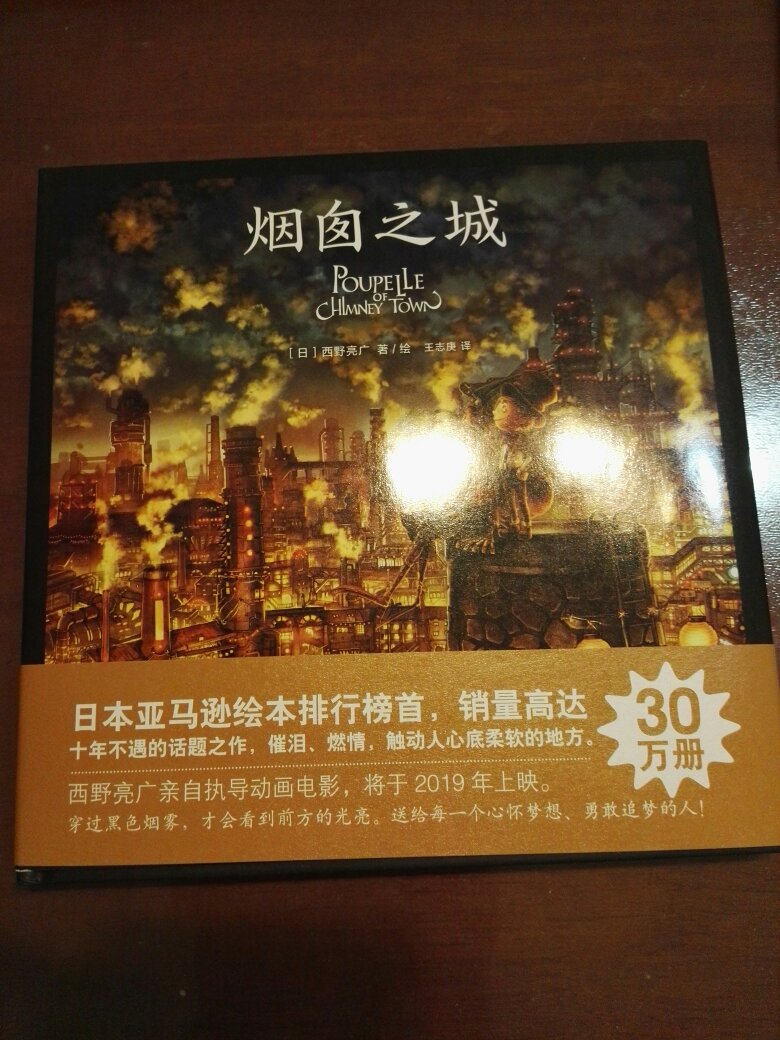 烟囱之城
POUPELLE
OF
CHIMNEY TOWN
[日]西野亮广 著/绘 王志庚 译
日本亚马逊绘本排行榜首，销量高达
30
万册
十年不遇的话题之作，催泪、燃情，触动人心底柔软的地方。
西野亮广亲自执导动画电影，将于2019年上映。
穿过黑色烟雾，才会看到前方的光亮。送给每一个心怀梦想、勇敢追梦的人！